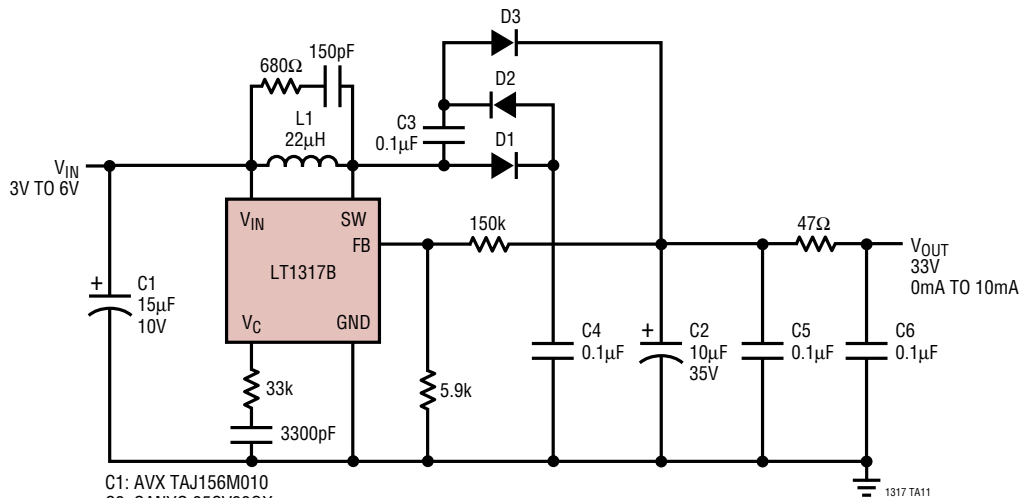 D3
150pF
680Ω
D2
L1
22µH
C3
0.1µF
D1
VIN
3V TO 6V
VIN
SW
FB
LT1317B
VC
GND
150k
47Ω
VOUT
33V
0mA TO 10mA
+
C1
15µF
10V
33k
3300pF
5.9k
C4
0.1µF
+
C2
10µF
35V
C5
0.1µF
C6
0.1µF
C1: AVX TAJ156M010
1317 TA11